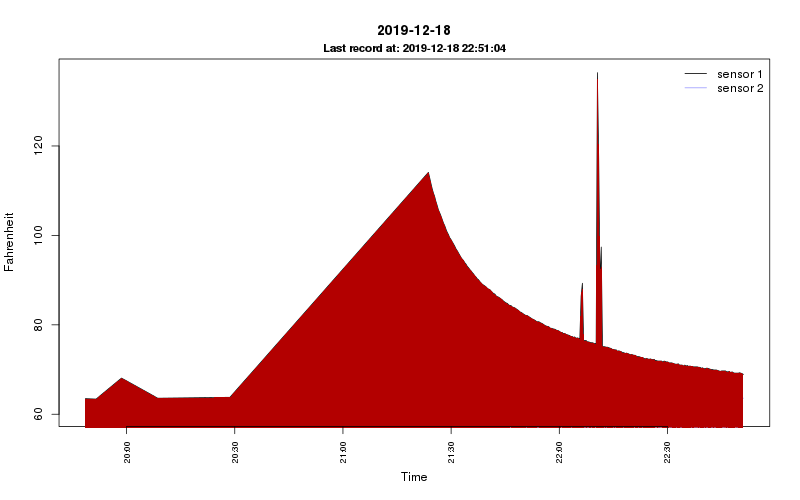 2019-12-18
Last record at: 2019-12-18 22:51:04
sensor 1
sensor 2
120
100
80
60
Fahrenheit
20:00
20:30
21:00
21:30
22:00
22:30
Time